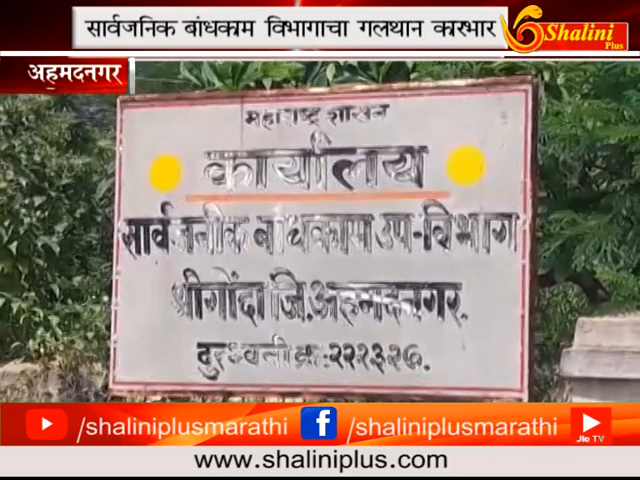 सार्वजनिक बांधकाम विभागाचा गलथान कारभार
Shalini
Plus
अहमदनगर
महाराष्ट्र शासन
कार्यालय
सार्वजनीक बांधकाम उप-विभाग
श्रीगोंदा जि.अहमदनगर.
दुरध्वनी क्र:-२२२३२७.
/shaliniplusmarathi
/shaliniplusmarathi
Jio TV
www.shaliniplus.com